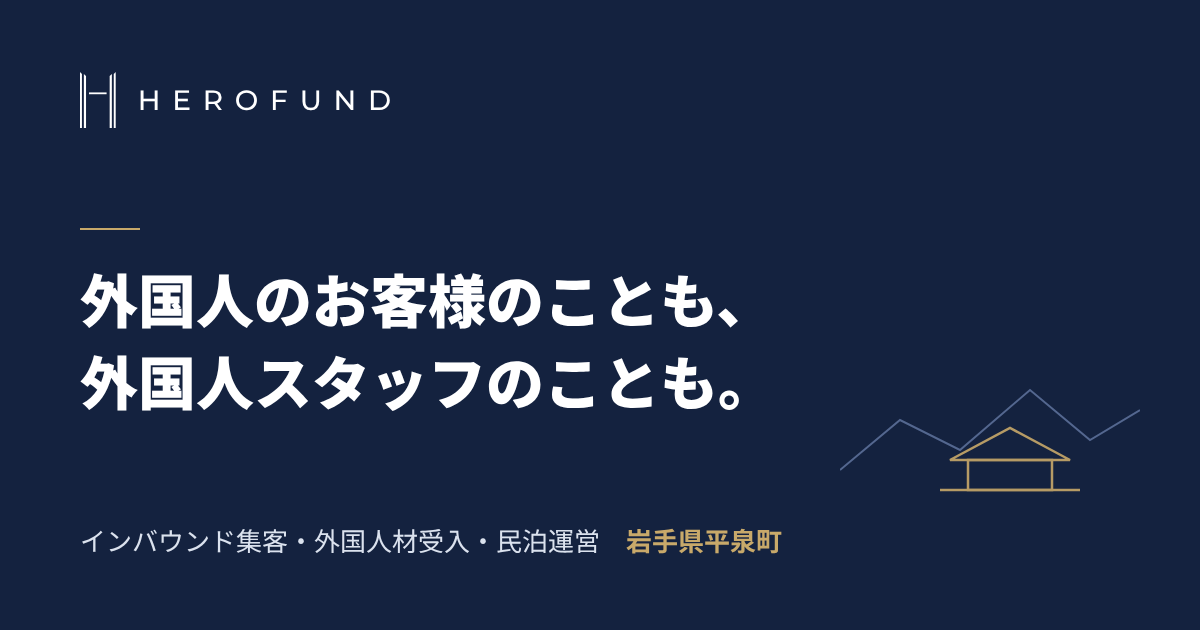 HEROFUND
外国人のお客様のことも、
外国人スタッフのことも。
インバウンド集客・外国人材受入・民泊運営　岩手県平泉町